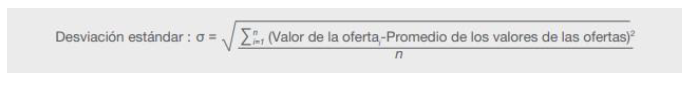 Desviación estándar : σ = √ ∑ⁿᵢ₌₁ (Valor de la ofertaᵢ-Promedio de los valores de las ofertas)²
n